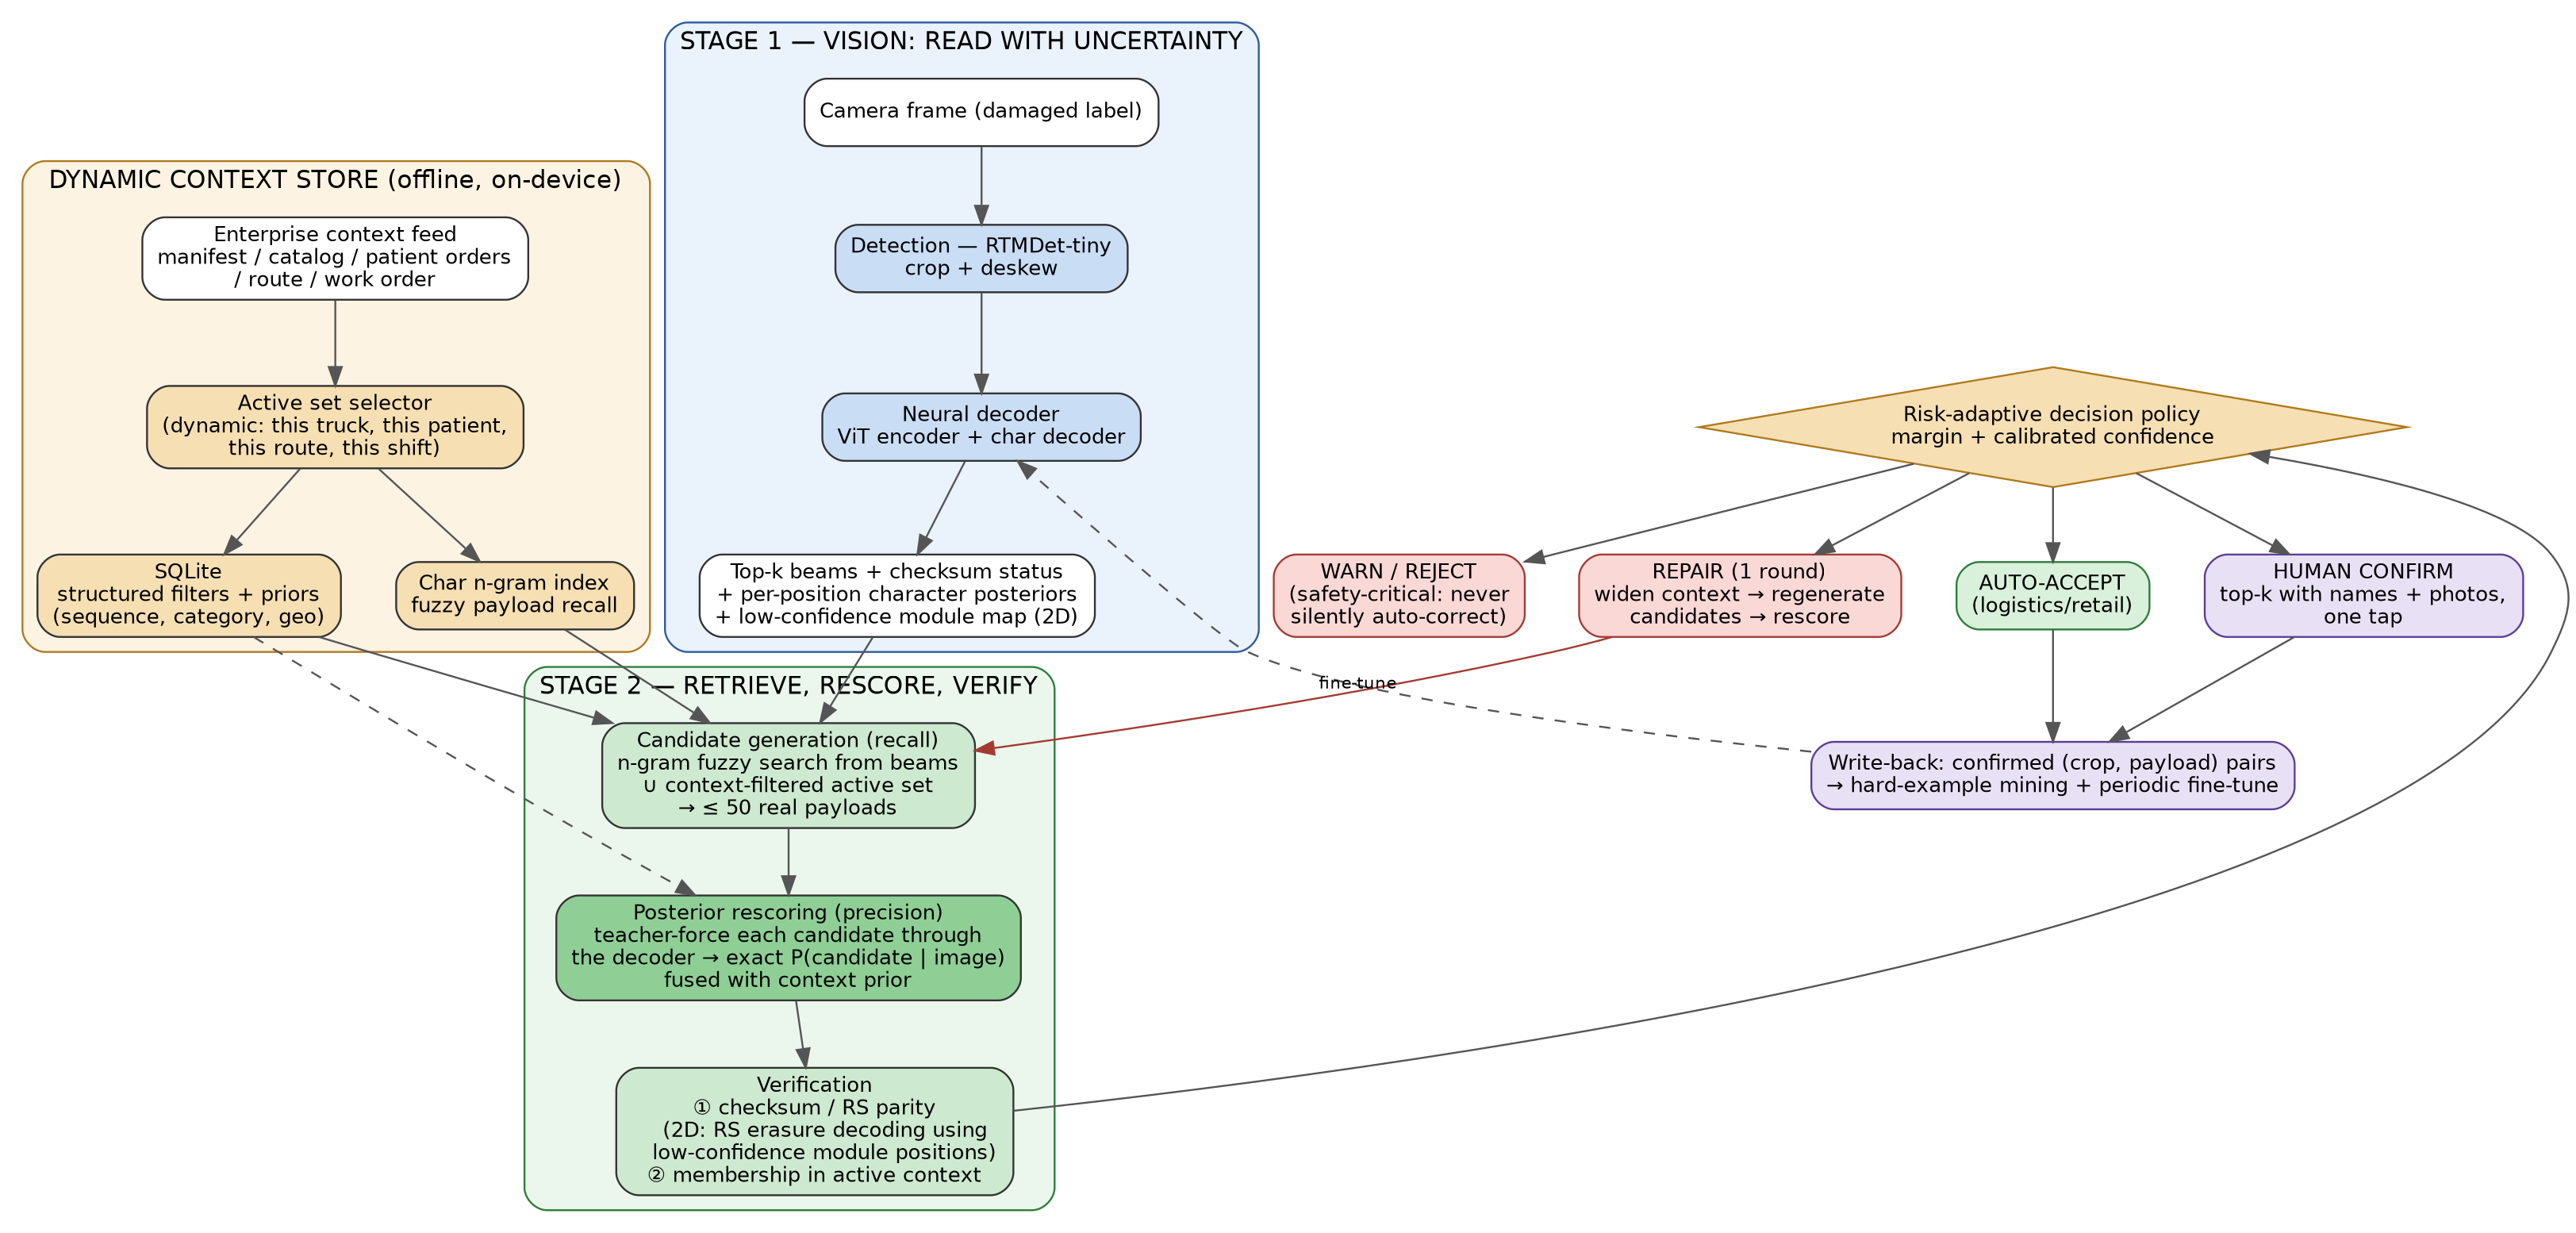 STAGE 1 — VISION: READ WITH UNCERTAINTY
Camera frame (damaged label)
Detection — RTMDet-tiny
crop + deskew
Neural decoder
ViT encoder + char decoder
Top-k beams + checksum status
+ per-position character posteriors
+ low-confidence module map (2D)
DYNAMIC CONTEXT STORE (offline, on-device)
Enterprise context feed
manifest / catalog / patient orders
/ route / work order
Active set selector
(dynamic: this truck, this patient,
this route, this shift)
SQLite
structured filters + priors
(sequence, category, geo)
Char n-gram index
fuzzy payload recall
STAGE 2 — RETRIEVE, RESCORE, VERIFY
Candidate generation (recall)
n-gram fuzzy search from beams
∪ context-filtered active set
→ ≤ 50 real payloads
Posterior rescoring (precision)
teacher-force each candidate through
the decoder → exact P(candidate | image)
fused with context prior
Verification
① checksum / RS parity
(2D: RS erasure decoding using
low-confidence module positions)
② membership in active context
Risk-adaptive decision policy
margin + calibrated confidence
WARN / REJECT
(safety-critical: never
silently auto-correct)
REPAIR (1 round)
widen context → regenerate
candidates → rescore
AUTO-ACCEPT
(logistics/retail)
HUMAN CONFIRM
top-k with names + photos,
one tap
fine-tune
Write-back: confirmed (crop, payload) pairs
→ hard-example mining + periodic fine-tune